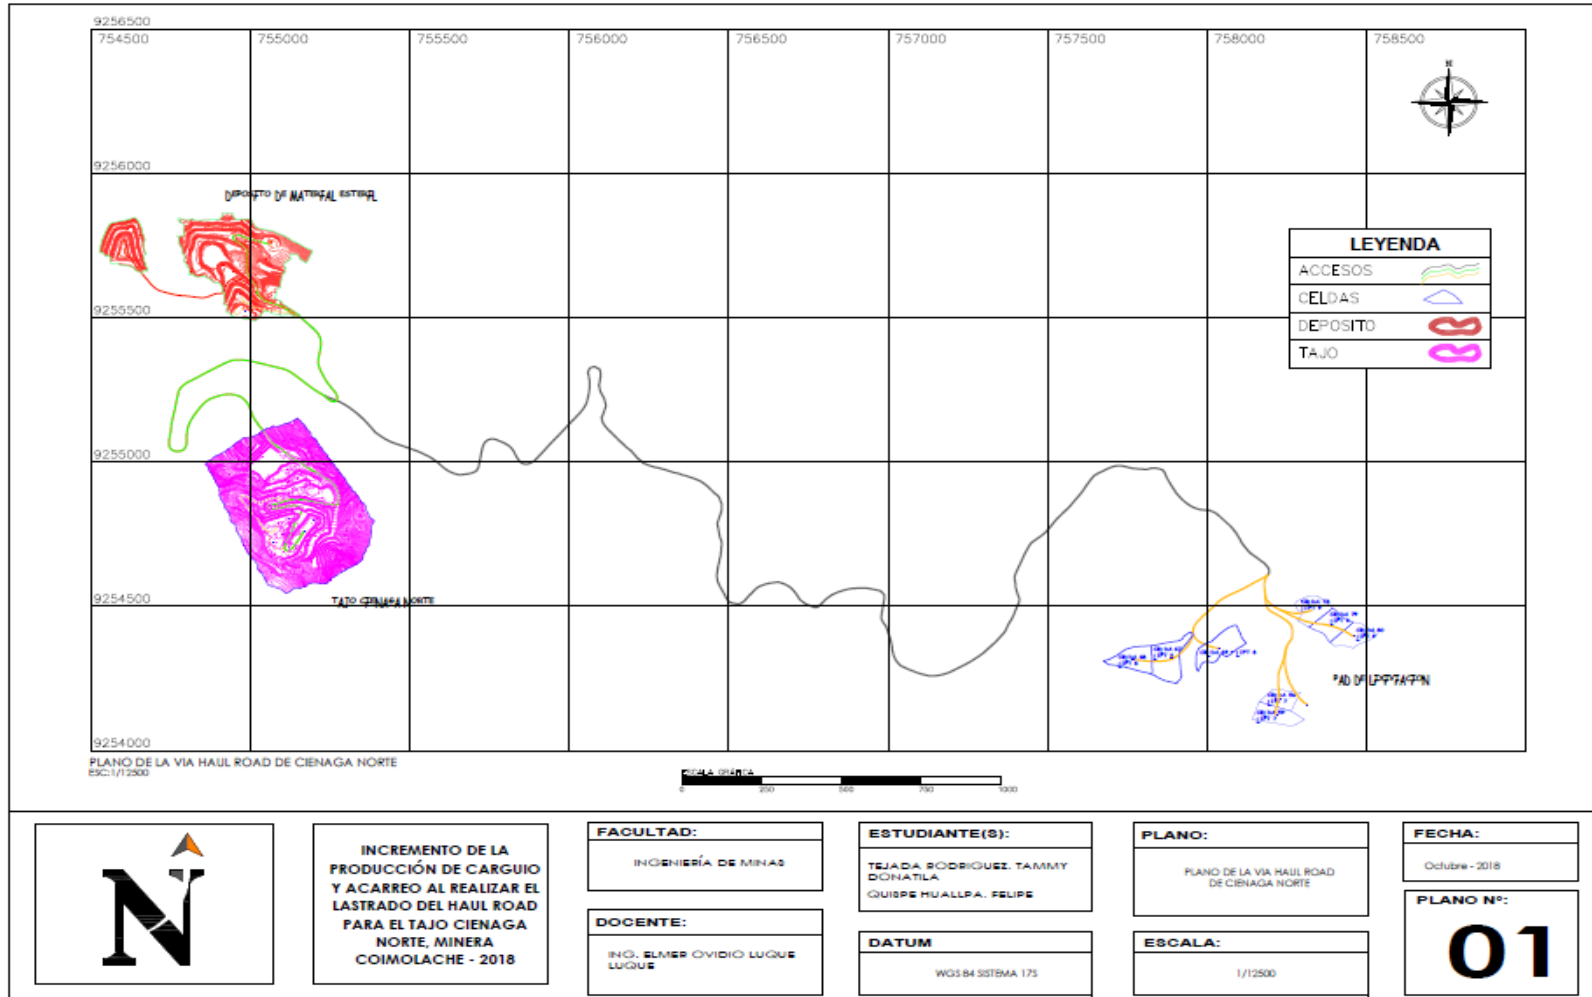 9256500
754500 755000 755500 756000 756500 757000 757500 758000 758500
N
9256000
DEPOSITO DE MATERIAL ESTERIL
LEYENDA
ACCESOS
CELDAS
DEPOSITO
TAJO
9255500
9255000
9254500
TAJO CIENAGA NORTE
PAD DE LIXIVIACION
9254000
PLANO DE LA VIA HAUL ROAD DE CIENAGA NORTE
ESC:1/12500
ESCALA GRÁFICA
0 250 500 750 1000
N
INCREMENTO DE LA
PRODUCCIÓN DE CARGUIO
Y ACARREO AL REALIZAR EL
LASTRADO DEL HAUL ROAD
PARA EL TAJO CIENAGA
NORTE, MINERA
COIMOLACHE - 2018
FACULTAD:
INGENIERÍA DE MINAS
DOCENTE:
ING. ELMER OVIDIO LUQUE
LUQUE
ESTUDIANTE(S):
TEJADA RODRIGUEZ. TAMMY
DONATILA
QUISPE HUALLPA. FELIPE
DATUM
WGS 84 SISTEMA 17S
PLANO:
PLANO DE LA VIA HAUL ROAD
DE CIENAGA NORTE
ESCALA:
1/12500
FECHA:
Octubre - 2018
PLANO Nº:
01